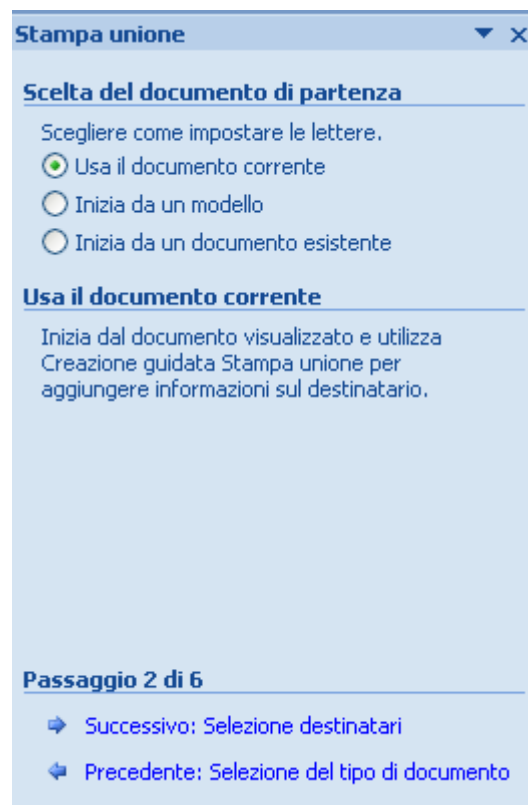 Stampa unione
Scelta del documento di partenza
Scegliere come impostare le lettere.
Usa il documento corrente
Inizia da un modello
Inizia da un documento esistente
Usa il documento corrente
Inizia dal documento visualizzato e utilizza
Creazione guidata Stampa unione per
aggiungere informazioni sul destinatario.
Passaggio 2 di 6
Successivo: Selezione destinatari
Precedente: Selezione del tipo di documento